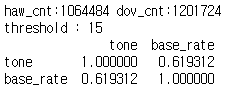 haw_cnt:1064484 dov_cnt:1201724
threshold : 15
tone base_rate
tone 1.000000 0.619312
base_rate 0.619312 1.000000